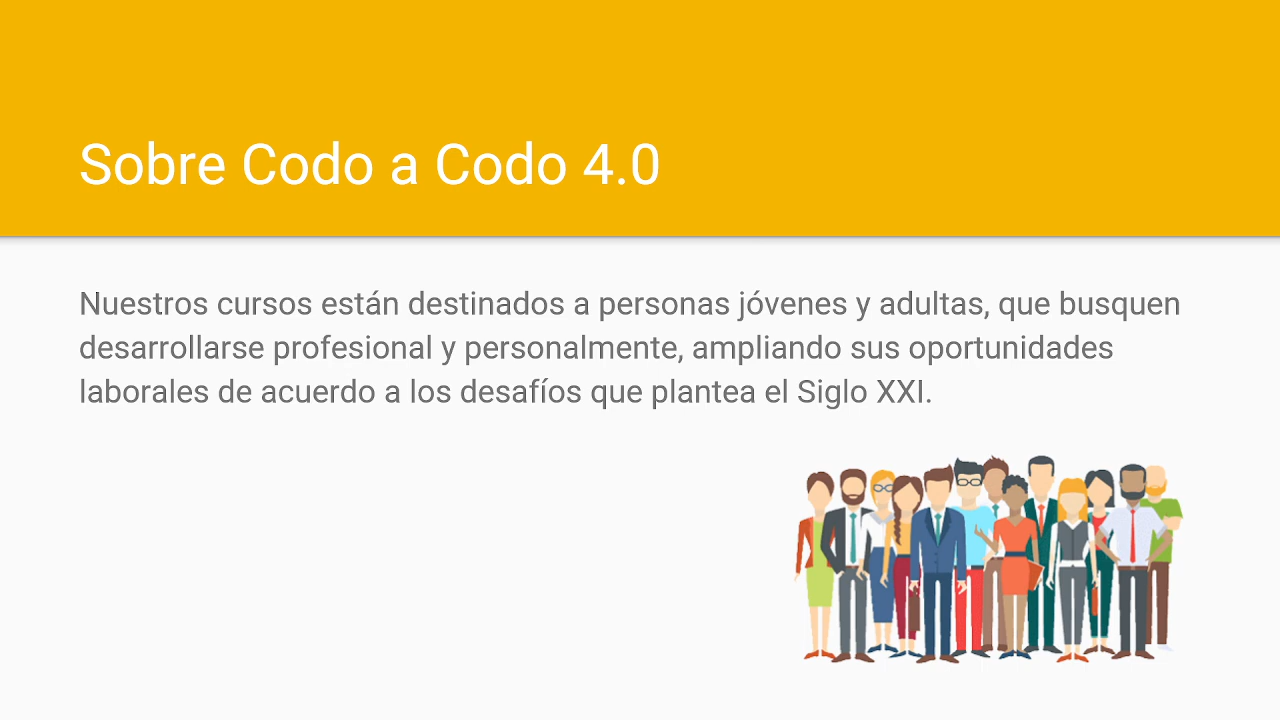 Sobre Codo a Codo 4.0
Nuestros cursos están destinados a personas jóvenes y adultas, que busquen
desarrollarse profesional y personalmente, ampliando sus oportunidades
laborales de acuerdo a los desafíos que plantea el Siglo XXI.